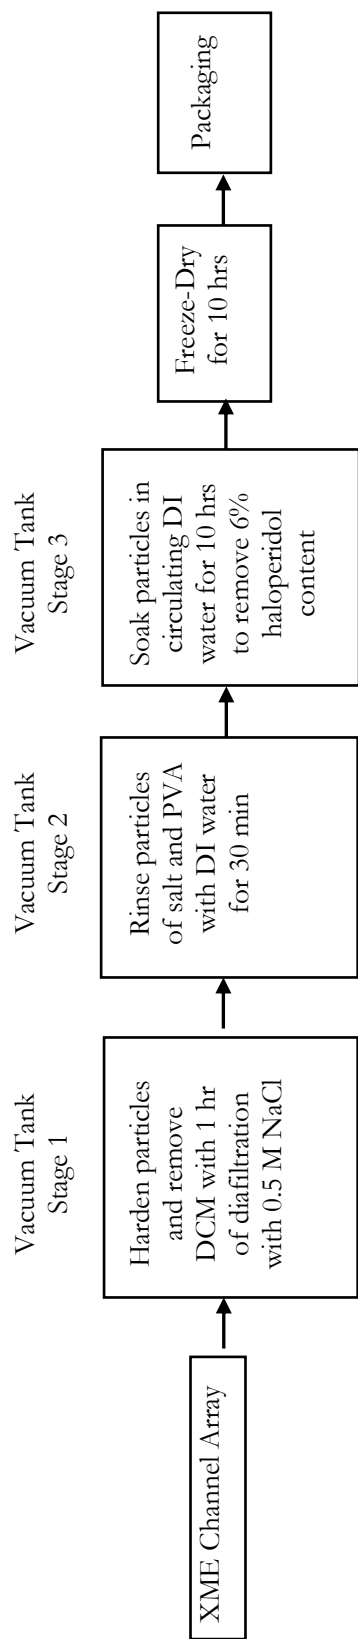 XME Channel Array
Vacuum Tank
Stage 1
Harden particles
and remove
DCM with 1 hr
of diafiltration
with 0.5 M NaCl
Vacuum Tank
Stage 2
Rinse particles
of salt and PVA
with DI water
for 30 min
Vacuum Tank
Stage 3
Soak particles in
circulating DI
water for 10 hrs
to remove 6%
haloperidol
content
Freeze-Dry
for 10 hrs
Packaging